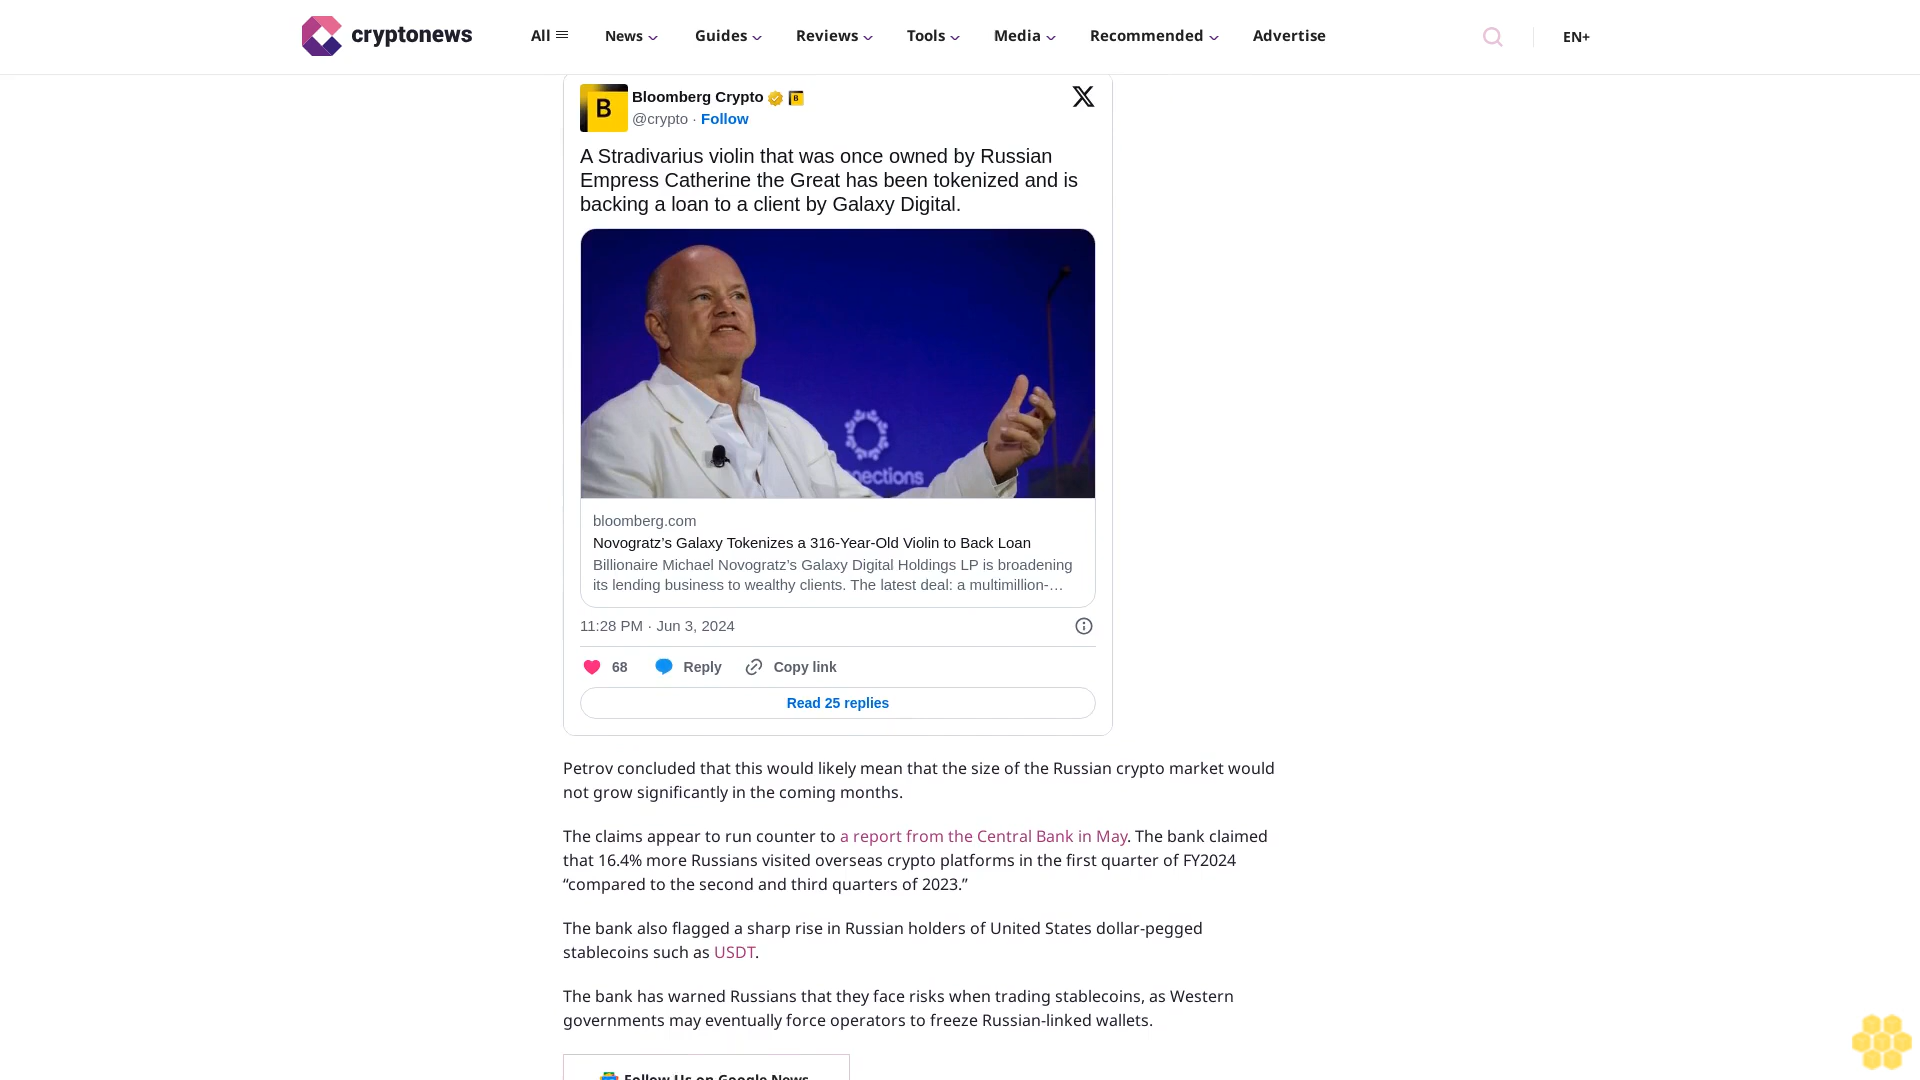 cryptonews
All
News
Guides
Reviews
Tools
Media
Recommended
Advertise
EN+
B
Bloomberg Crypto
B
@crypto · Follow
A Stradivarius violin that was once owned by Russian
Empress Catherine the Great has been tokenized and is
backing a loan to a client by Galaxy Digital.
nections
bloomberg.com
Novogratz’s Galaxy Tokenizes a 316-Year-Old Violin to Back Loan
Billionaire Michael Novogratz’s Galaxy Digital Holdings LP is broadening
its lending business to wealthy clients. The latest deal: a multimillion-…
11:28 PM · Jun 3, 2024
68
Reply
Copy link
Read 25 replies
Petrov concluded that this would likely mean that the size of the Russian crypto market would
not grow significantly in the coming months.
The claims appear to run counter to a report from the Central Bank in May. The bank claimed
that 16.4% more Russians visited overseas crypto platforms in the first quarter of FY2024
“compared to the second and third quarters of 2023.”
The bank also flagged a sharp rise in Russian holders of United States dollar-pegged
stablecoins such as USDT.
The bank has warned Russians that they face risks when trading stablecoins, as Western
governments may eventually force operators to freeze Russian-linked wallets.
Follow Us on Google News